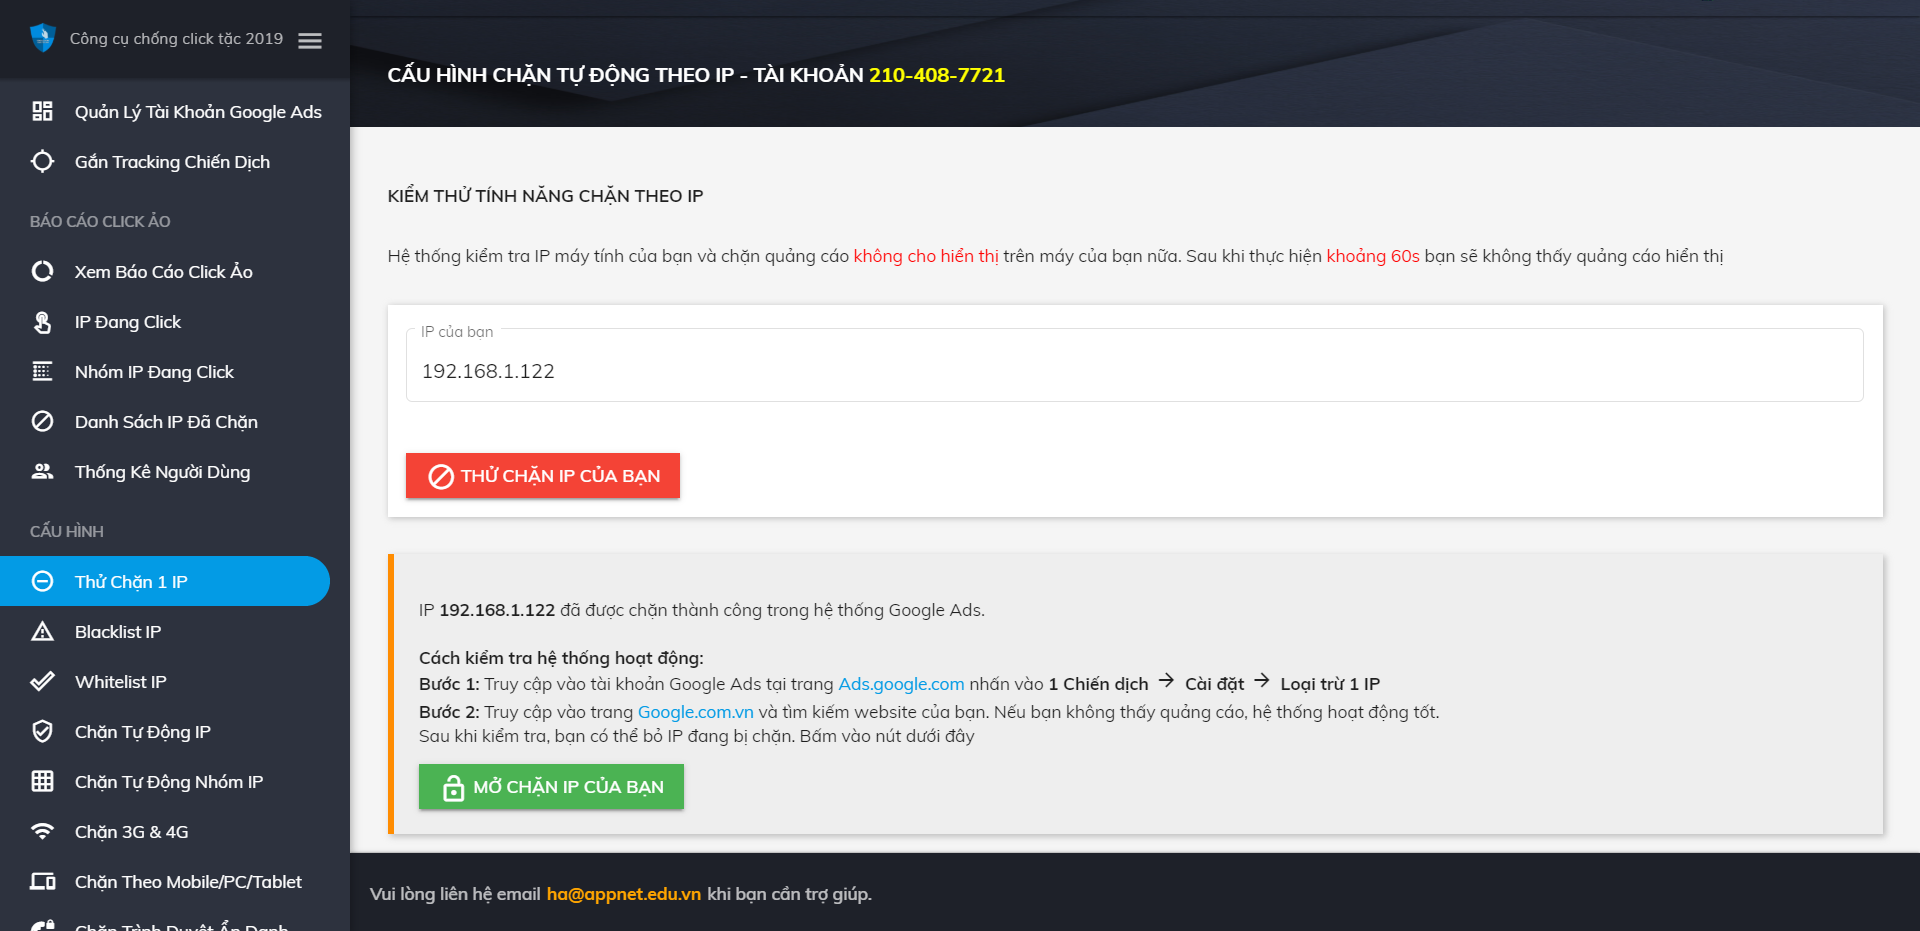 Công cụ chống click tặc 2019
Quản Lý Tài Khoản Google Ads
Gắn Tracking Chiến Dịch
BÁO CÁO CLICK ẢO
Xem Báo Cáo Click Ảo
IP Đang Click
Nhóm IP Đang Click
Danh Sách IP Đã Chặn
Thống Kê Người Dùng
CẤU HÌNH
Thử Chặn 1 IP
Blacklist IP
Whitelist IP
Chặn Tự Động IP
Chặn Tự Động Nhóm IP
Chặn 3G & 4G
Chặn Theo Mobile/PC/Tablet
Chặn Trình Duyệt Ẩn Danh
CẤU HÌNH CHẶN TỰ ĐỘNG THEO IP - TÀI KHOẢN 210-408-7721
KIỂM THỬ TÍNH NĂNG CHẶN THEO IP
Hệ thống kiểm tra IP máy tính của bạn và chặn quảng cáo không cho hiển thị trên máy của bạn nữa. Sau khi thực hiện khoảng 60s bạn sẽ không thấy quảng cáo hiển thị
IP của bạn
192.168.1.122
THỬ CHẶN IP CỦA BẠN
IP 192.168.1.122 đã được chặn thành công trong hệ thống Google Ads.
Cách kiểm tra hệ thống hoạt động:
Bước 1: Truy cập vào tài khoản Google Ads tại trang Ads.google.com nhấn vào 1 Chiến dịch → Cài đặt → Loại trừ 1 IP
Bước 2: Truy cập vào trang Google.com.vn và tìm kiếm website của bạn. Nếu bạn không thấy quảng cáo, hệ thống hoạt động tốt.
Sau khi kiểm tra, bạn có thể bỏ IP đang bị chặn. Bấm vào nút dưới đây
MỞ CHẶN IP CỦA BẠN
Vui lòng liên hệ email ha@appnet.edu.vn khi bạn cần trợ giúp.